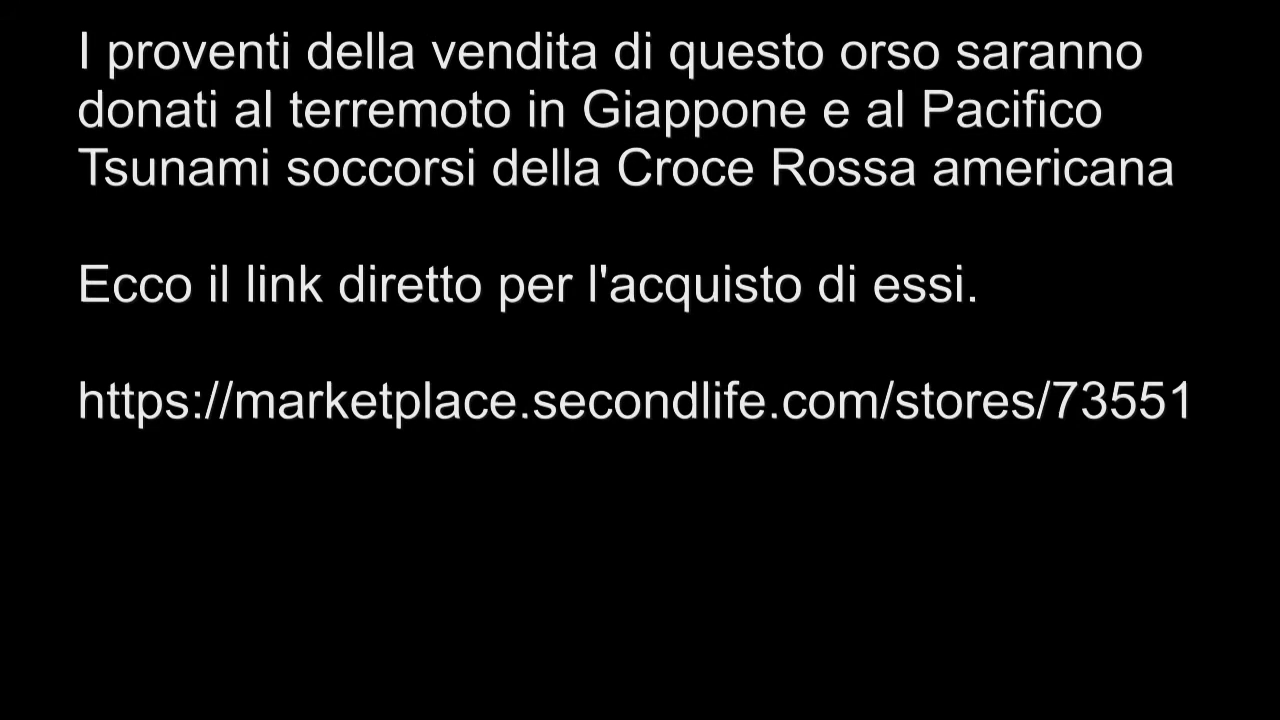 I proventi della vendita di questo orso saranno
donati al terremoto in Giappone e al Pacifico
Tsunami soccorsi della Croce Rossa americana
Ecco il link diretto per l'acquisto di essi.
https://marketplace.secondlife.com/stores/73551